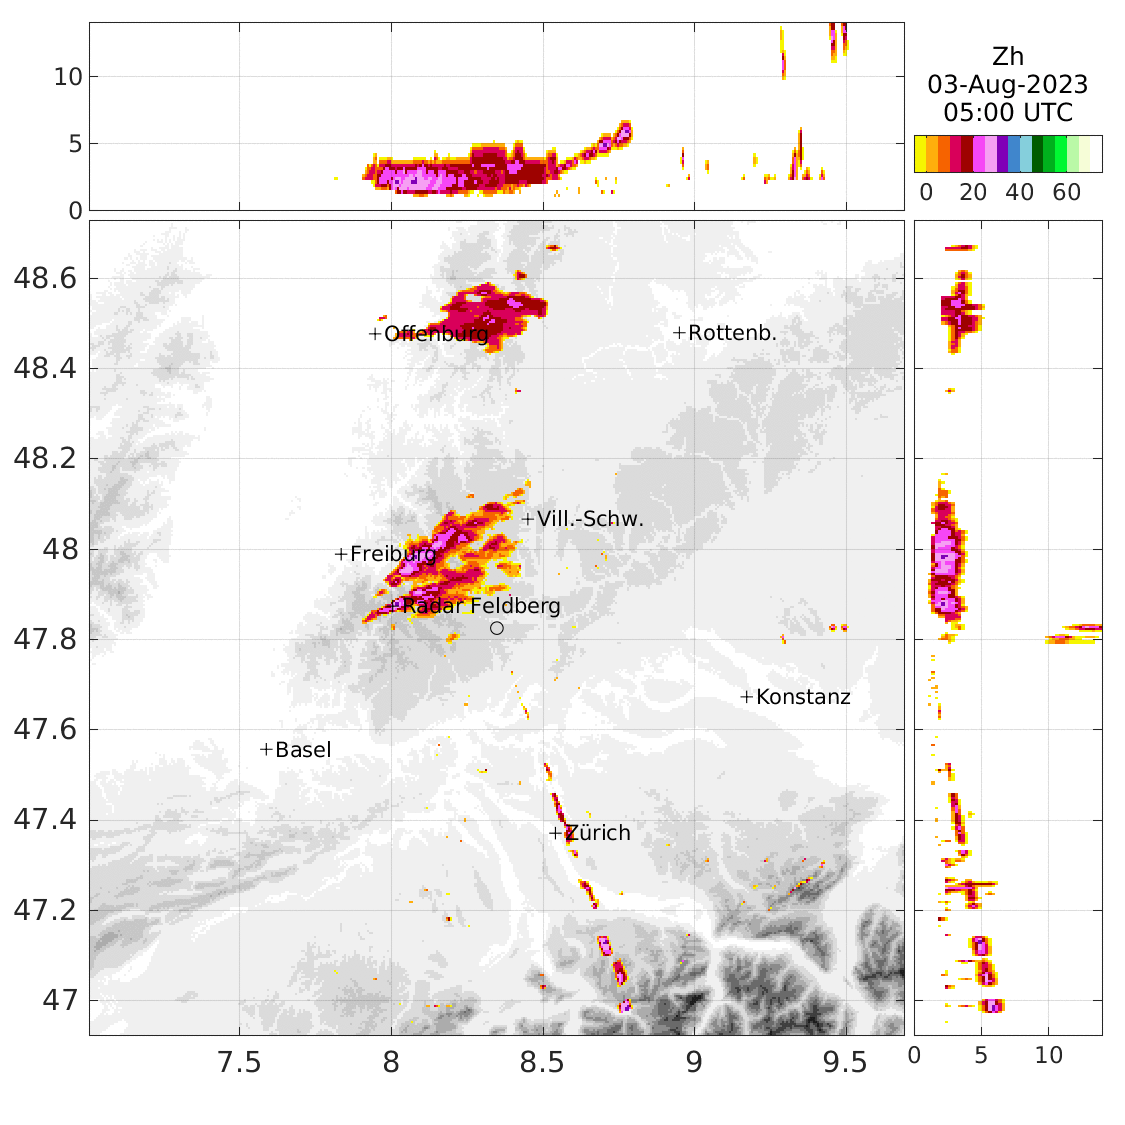 Zh
03-Aug-2023
05:00 UTC
10
5
0
0 20 40 60
48.6
48.4
48.2
48
47.8
47.6
47.4
47.2
47
+Offenburg
+Rottenb.
+Vill.-Schw.
+Freiburg
Radar Feldberg
+Konstanz
+Basel
+Zürich
7.5 8 8.5 9 9.5
0 5 10